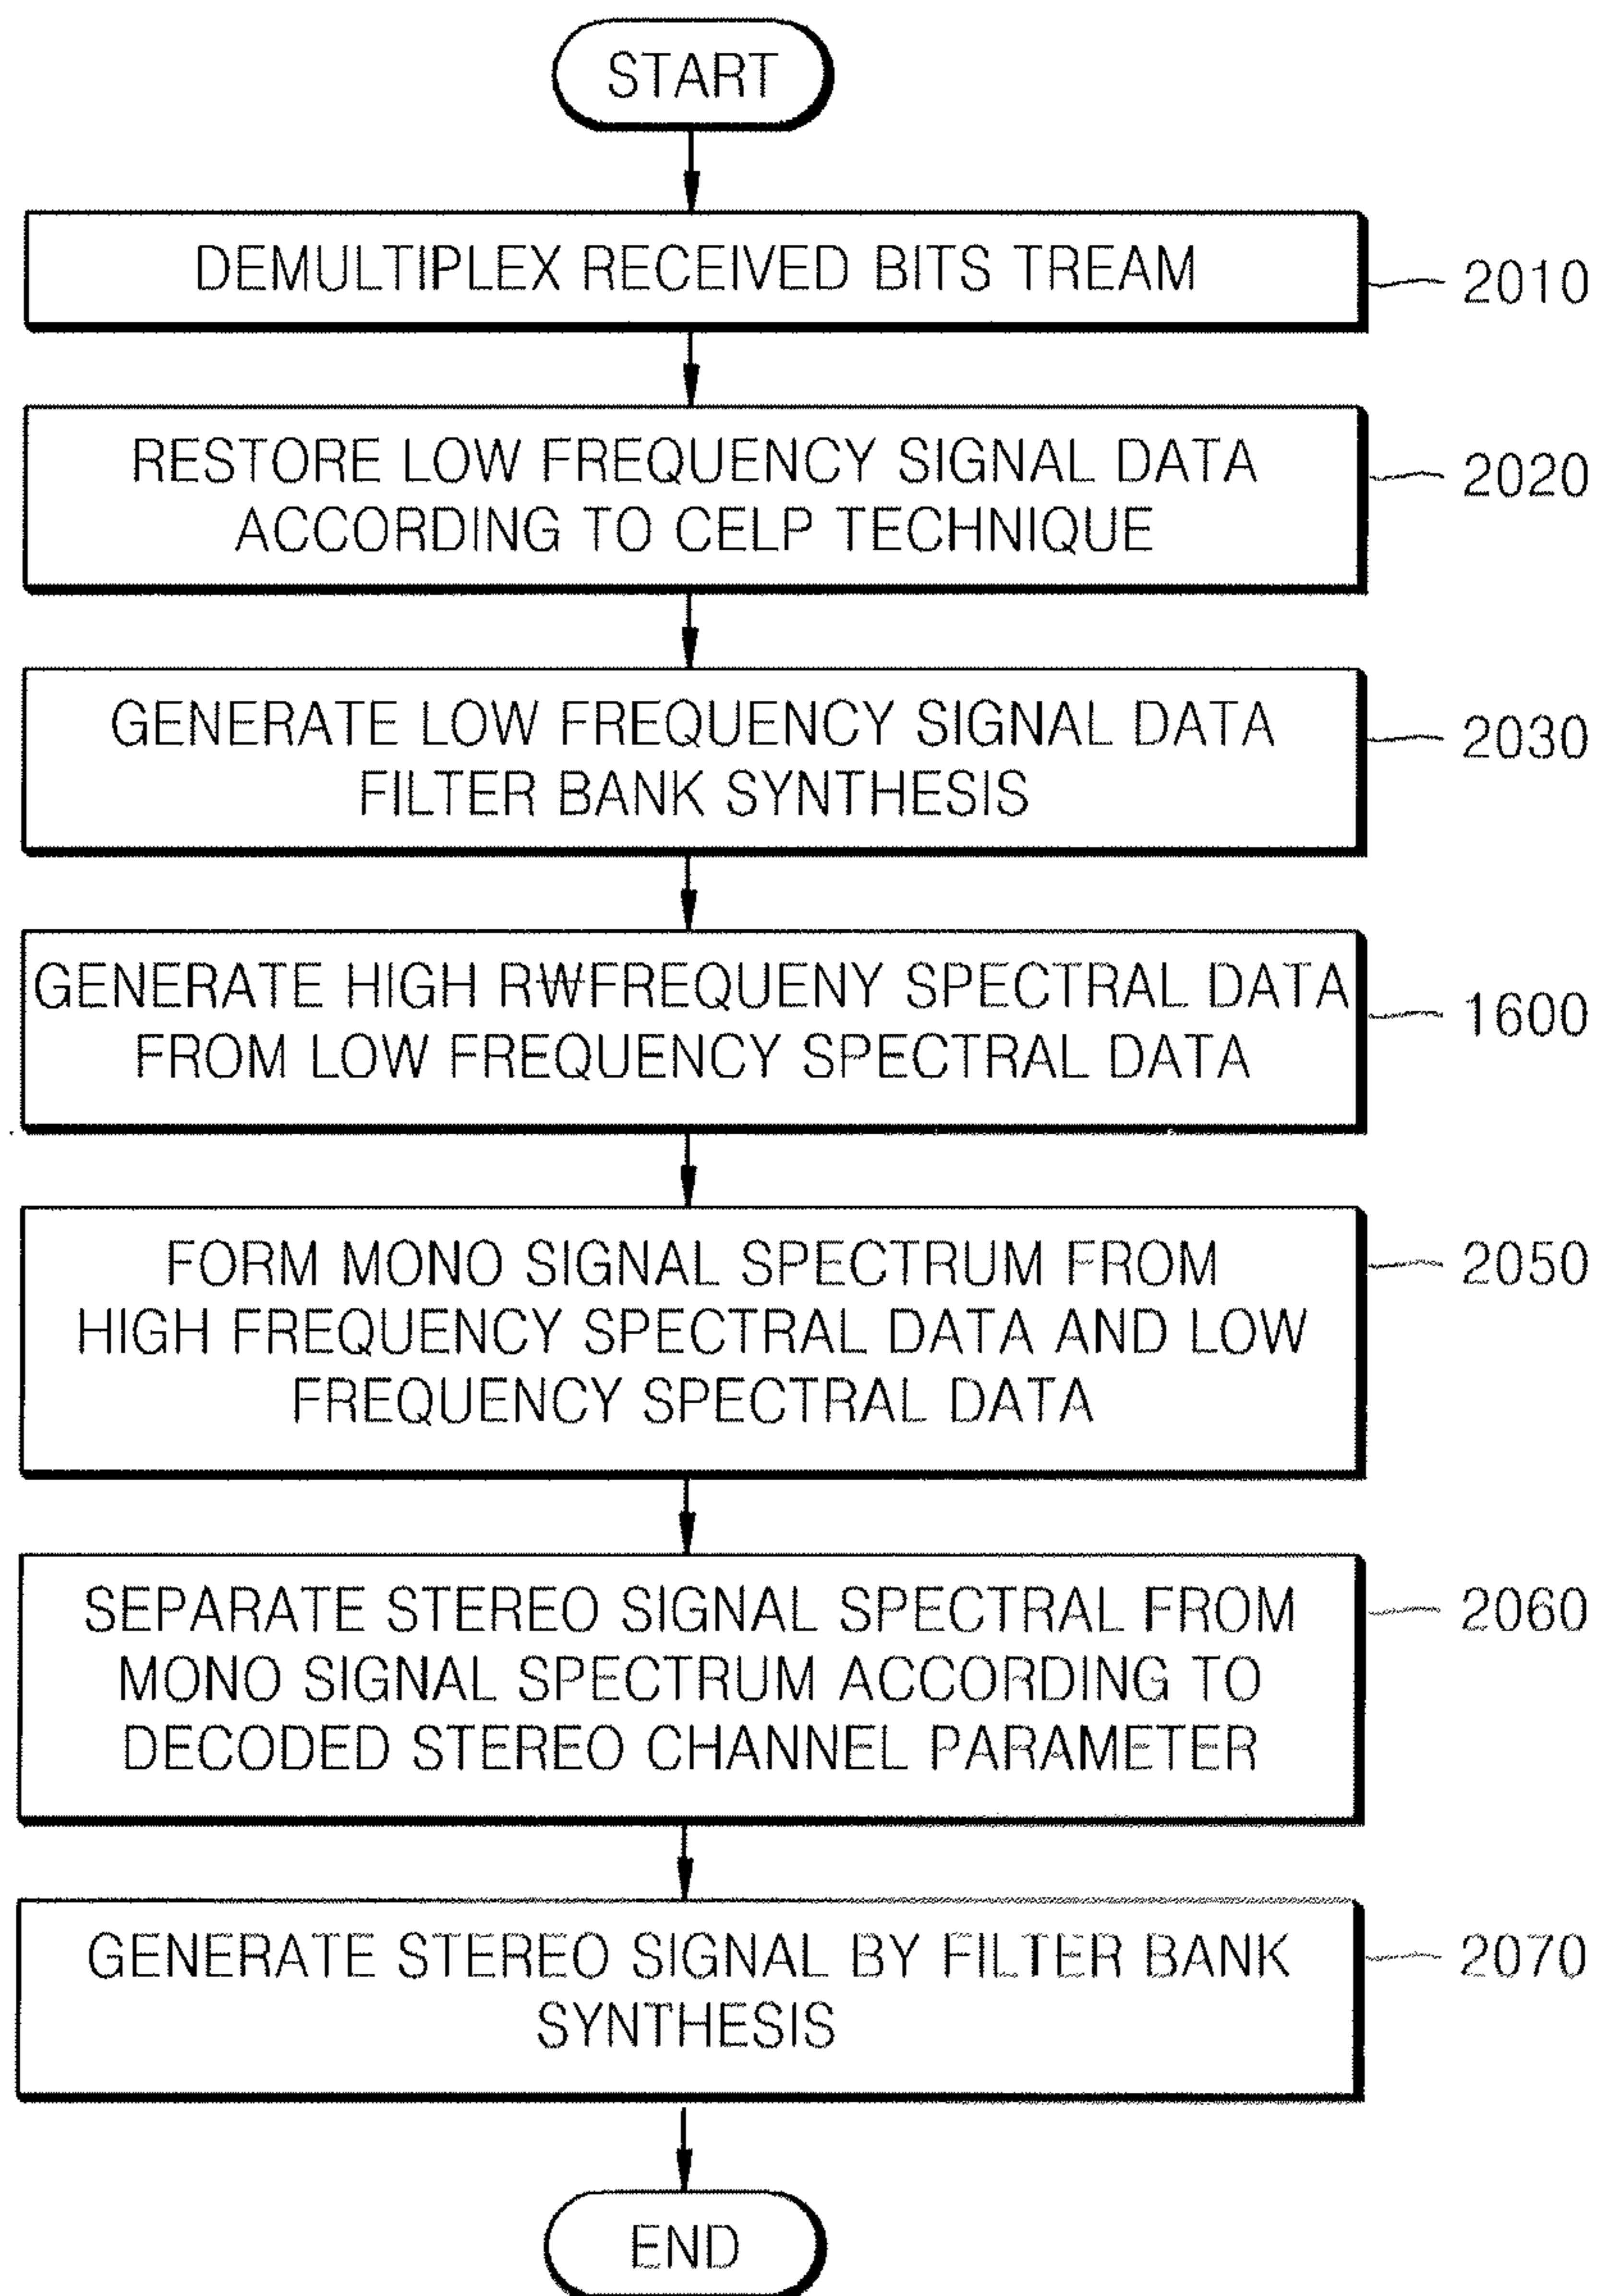 START
DEMULTIPLEX RECEIVED BITS TREAM
2010
RESTORE LOW FREQUENCY SIGNAL DATA
ACCORDING TO CELP TECHNIQUE
2020
GENERATE LOW FREQUENCY SIGNAL DATA
FILTER BANK SYNTHESIS
2030
GENERATE HIGH RWFREQUENY SPECTRAL DATA
FROM LOW FREQUENCY SPECTRAL DATA
1600
FORM MONO SIGNAL SPECTRUM FROM
HIGH FREQUENCY SPECTRAL DATA AND LOW
FREQUENCY SPECTRAL DATA
2050
SEPARATE STEREO SIGNAL SPECTRAL FROM
MONO SIGNAL SPECTRUM ACCORDING TO
DECODED STEREO CHANNEL PARAMETER
2060
GENERATE STEREO SIGNAL BY FILTER BANK
SYNTHESIS
2070
END